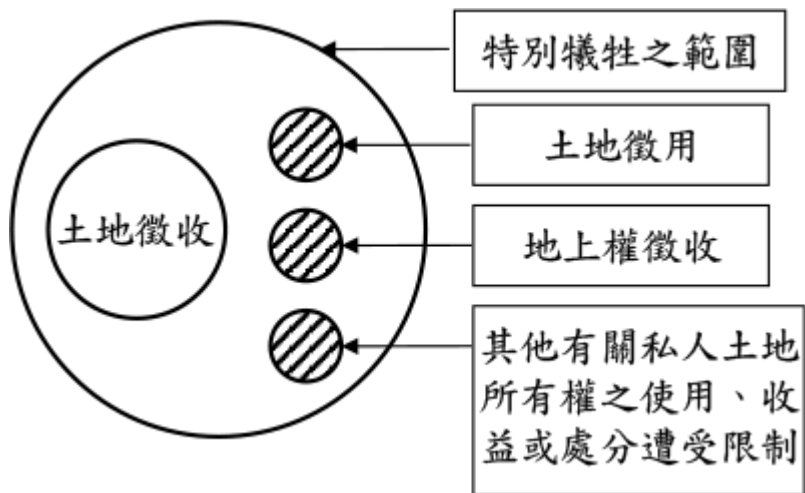 特別犧牲之範圍
土地徵用
土地徵收
地上權徵收
其他有關私人土地
所有權之使用、收
益或處分遭受限制